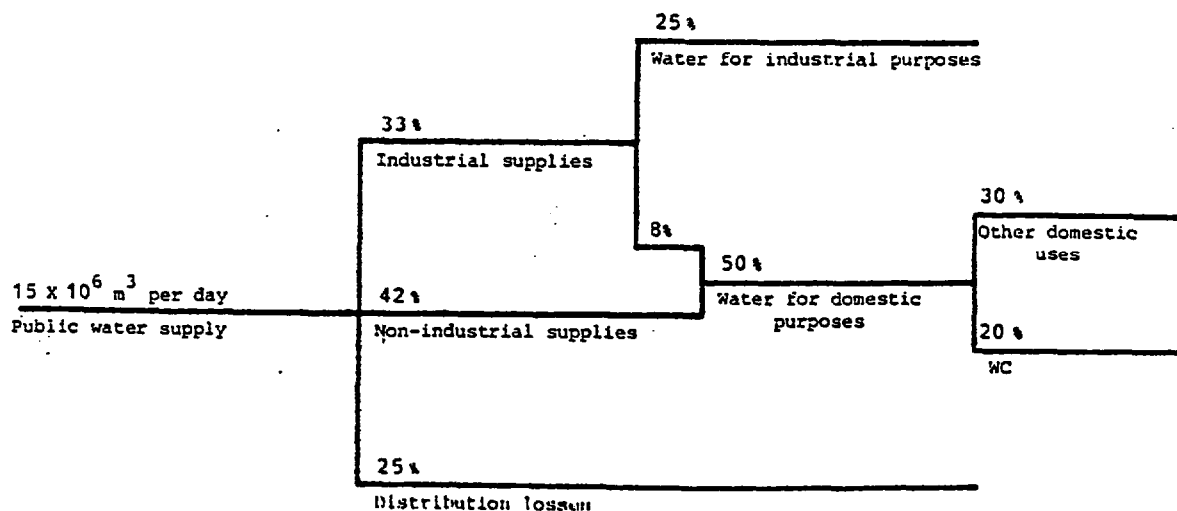 25%
Water for industrial purposes
33%
Industrial supplies
30%
8%
Other domestic
uses
50%
15 x 10⁶ m³ per day
42%
Water for domestic
purposes
Public water supply
Non-industrial supplies
20%
WC
25%
Distribution